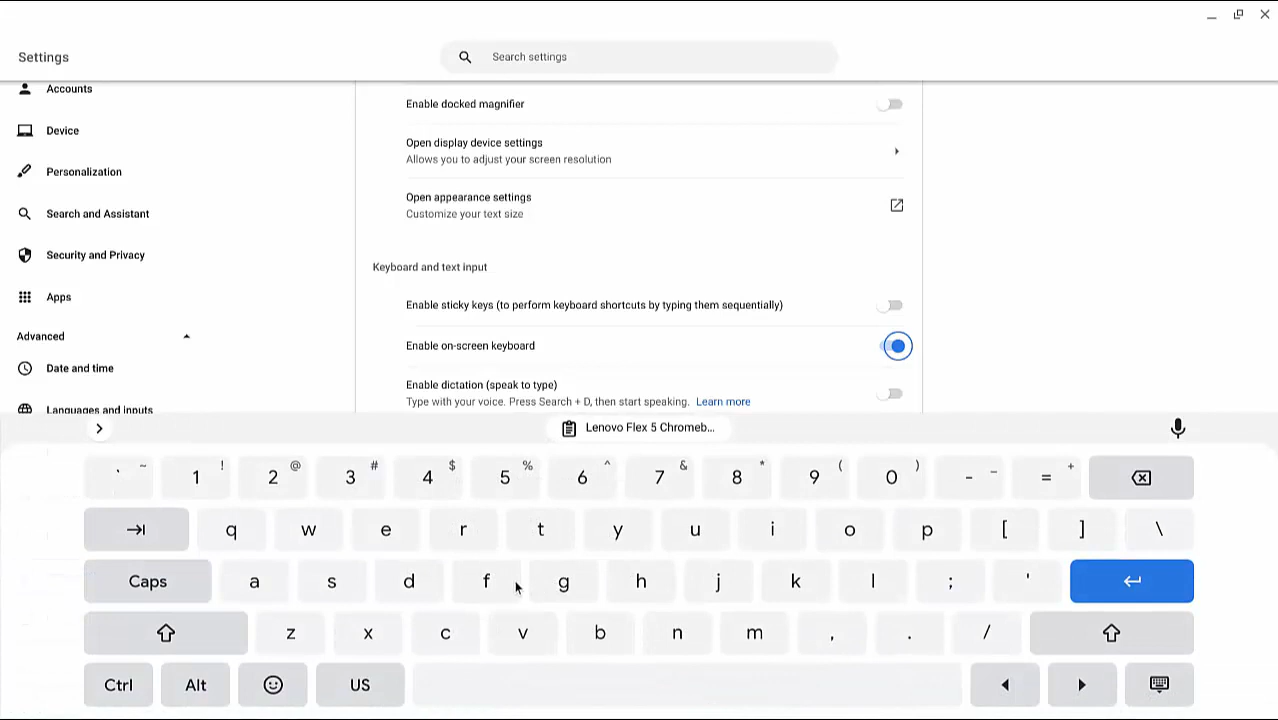 Settings
Search settings
Accounts
Device
Personalization
Search and Assistant
Security and Privacy
Apps
Advanced
Date and time
Languages and inputs
Enable docked magnifier
Open display device settings
Allows you to adjust your screen resolution
Open appearance settings
Customize your text size
Keyboard and text input
Enable sticky keys (to perform keyboard shortcuts by typing them sequentially)
Enable on-screen keyboard
Enable dictation (speak to type)
Type with your voice. Press Search + D, then start speaking. Learn more
Lenovo Flex 5 Chromeb...
` ~ 1 ! 2 @ 3 # 4 $ 5 % 6 ^ 7 & 8 * 9 ( 0 ) - _ = +
q w e r t y u i o p [ ] \
Caps a s d f g h j k l ; '
z x c v b n m , . /
Ctrl Alt US